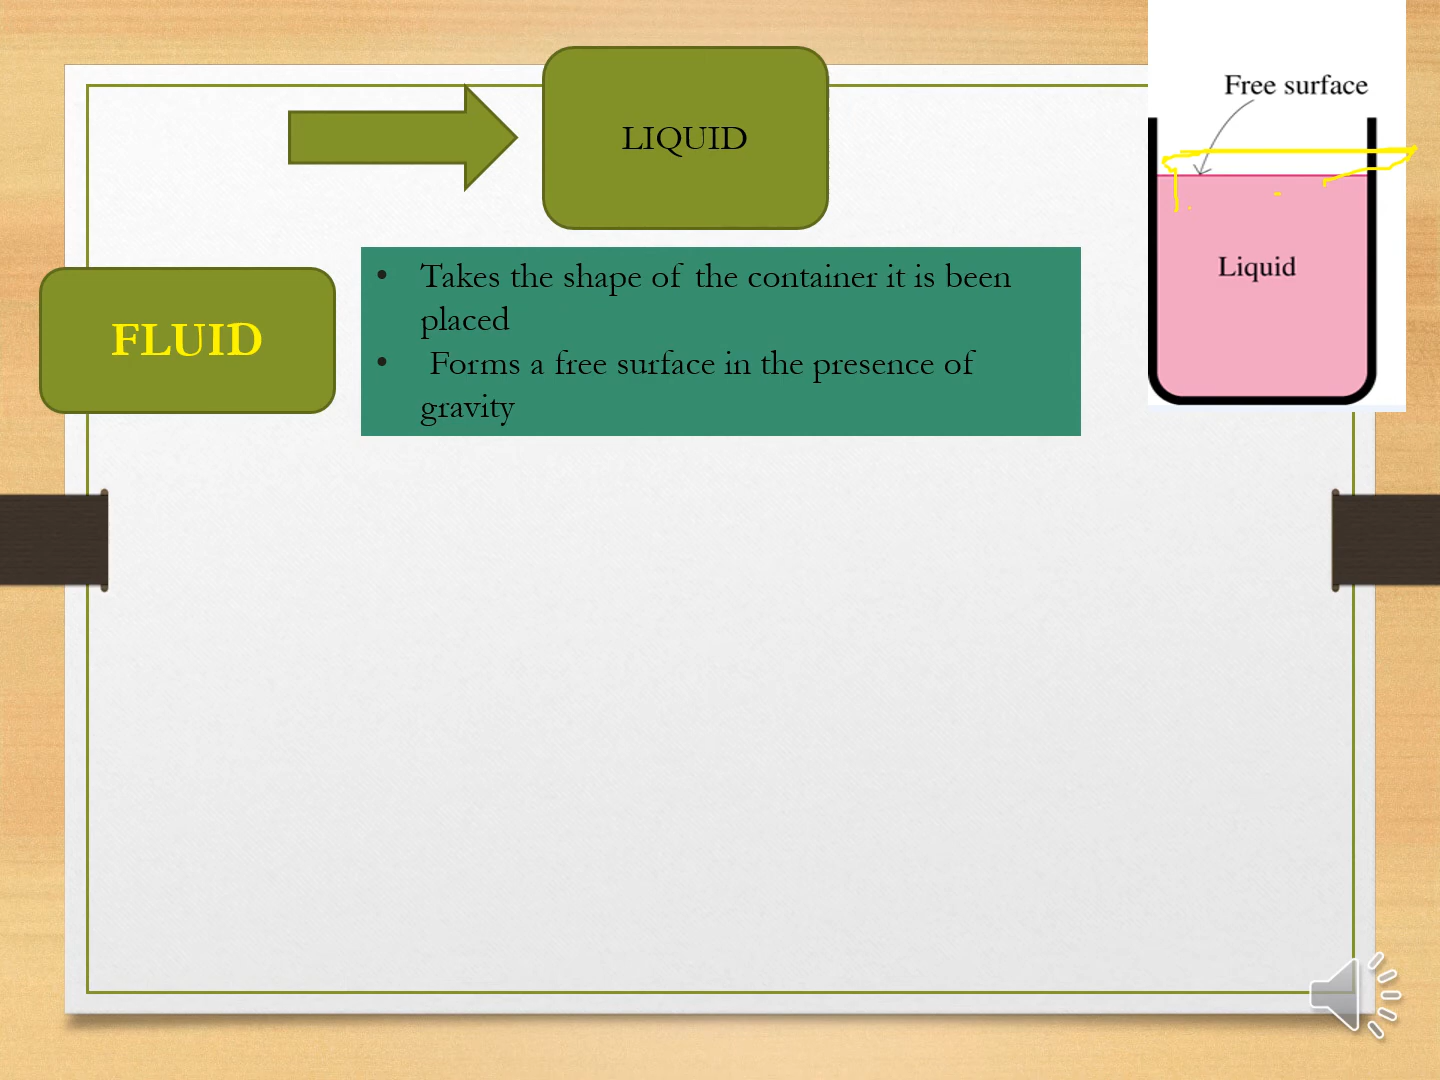 LIQUID
Free surface
Liquid
FLUID
• Takes the shape of the container it is been
placed
• Forms a free surface in the presence of
gravity